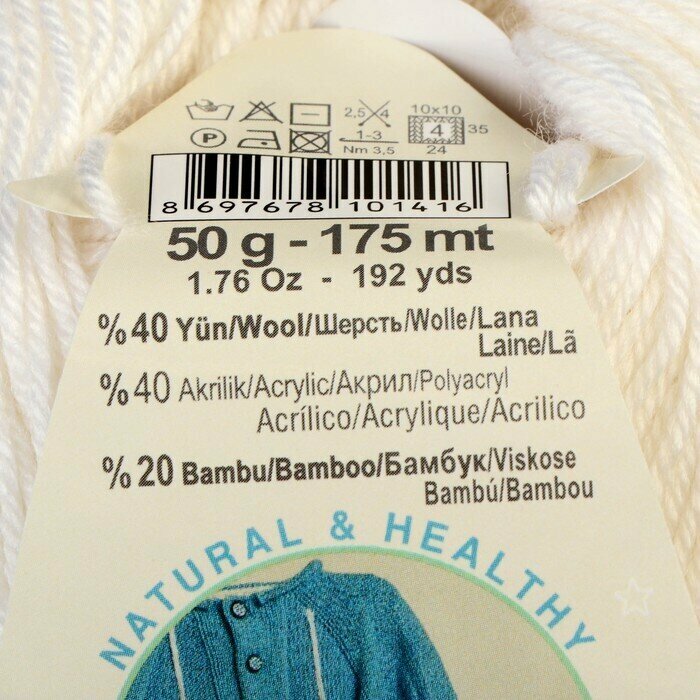 2,5 4 10x10
P 1-3 4 35
Nm 3,5 24
8 697678 101416
50 g - 175 mt
1.76 Oz - 192 yds
%40 Yün/Wool/Шерсть/Wolle/Lana
Laine/Lã
%40 Akrilik/Acrylic/Акрил/Polyacryl
Acrílico/Acrylique/Acrilico
%20 Bambu/Bamboo/Бамбук/Viskose
Bambú/Bambou
NATURAL & HEALTHY